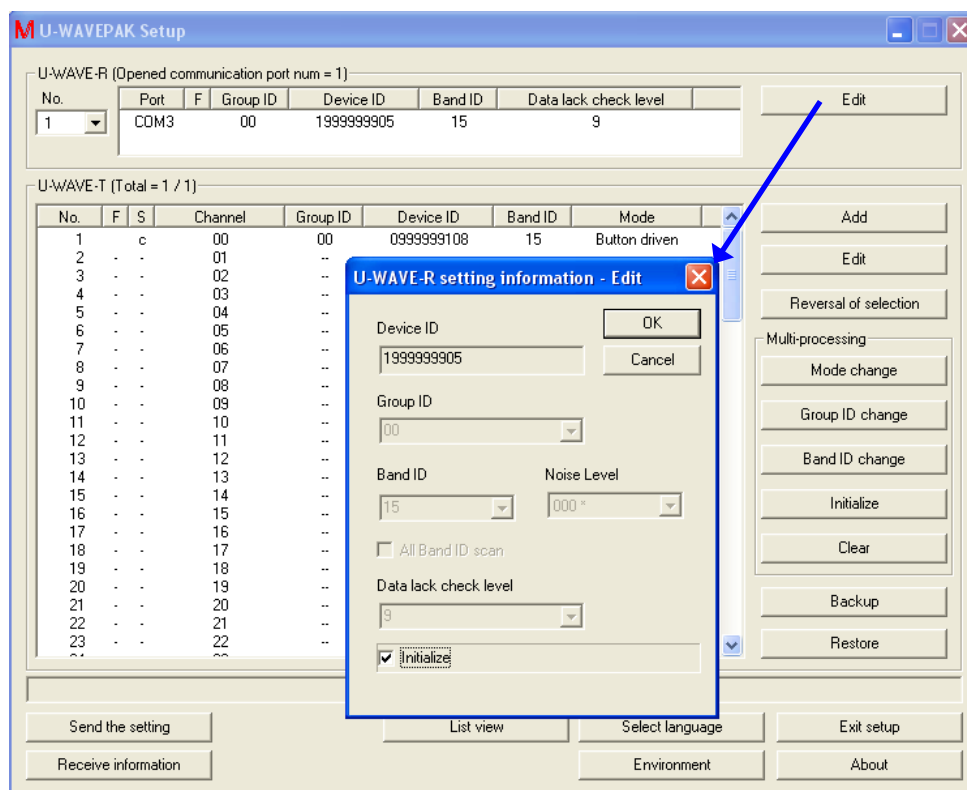 M U-WAVEPAK Setup
U-WAVE-R (Opened communication port num = 1)
No. Port F Group ID Device ID Band ID Data lack check level
1 COM3 00 1999999905 15 9
Edit
U-WAVE-T (Total = 1 / 1)
No. F S Channel Group ID Device ID Band ID Mode
1 c 00 00 0999999108 15 Button driven
2 - - 01 --
3 - - 02 --
4 - - 03 --
5 - - 04 --
6 - - 05 --
7 - - 06 --
8 - - 07 --
9 - - 08 --
10 - - 09 --
11 - - 10 --
12 - - 11 --
13 - - 12 --
14 - - 13 --
15 - - 14 --
16 - - 15 --
17 - - 16 --
18 - - 17 --
19 - - 18 --
20 - - 19 --
21 - - 20 --
22 - - 21 --
23 - - 22 --
Add
Edit
Reversal of selection
Multi-processing
Mode change
Group ID change
Band ID change
Initialize
Clear
Backup
Restore
U-WAVE-R setting information - Edit
Device ID
1999999905
OK
Cancel
Group ID
00
Band ID Noise Level
15 000 *
All Band ID scan
Data lack check level
9
Initialize
Send the setting List view Select language Exit setup
Receive information Environment About